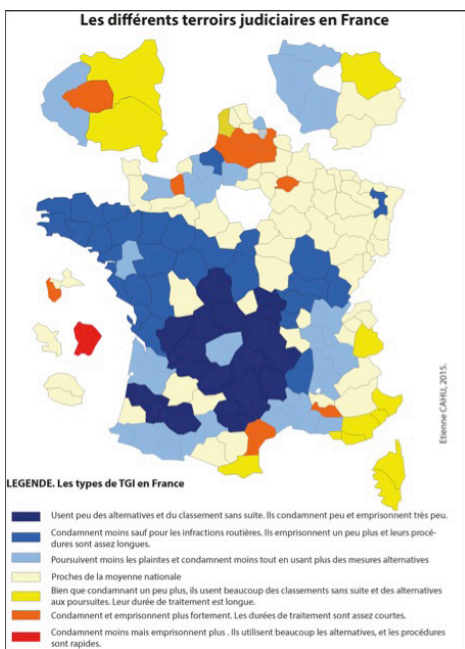 Les différents terroirs judiciaires en France
Etienne CAHU, 2015.
LEGENDE. Les types de TGI en France
Usent peu des alternatives et du classement sans suite. Ils condamnent peu et emprisonnent très peu.
Condamnent moins sauf pour les infractions routières. Ils emprisonnent un peu plus et leurs procé-
dures sont assez longues.
Poursuivent moins les plaintes et condamnent moins tout en usant plus des mesures alternatives
Proches de la moyenne nationale
Bien que condamnant un peu plus, ils usent beaucoup des classements sans suite et des alternatives
aux poursuites. Leur durée de traitement est longue.
Condamnent et emprisonnent plus fortement. Les durées de traitement sont assez courtes.
Condamnent moins mais emprisonnent plus . Ils utilisent beaucoup les alternatives, et les procédures
sont rapides.